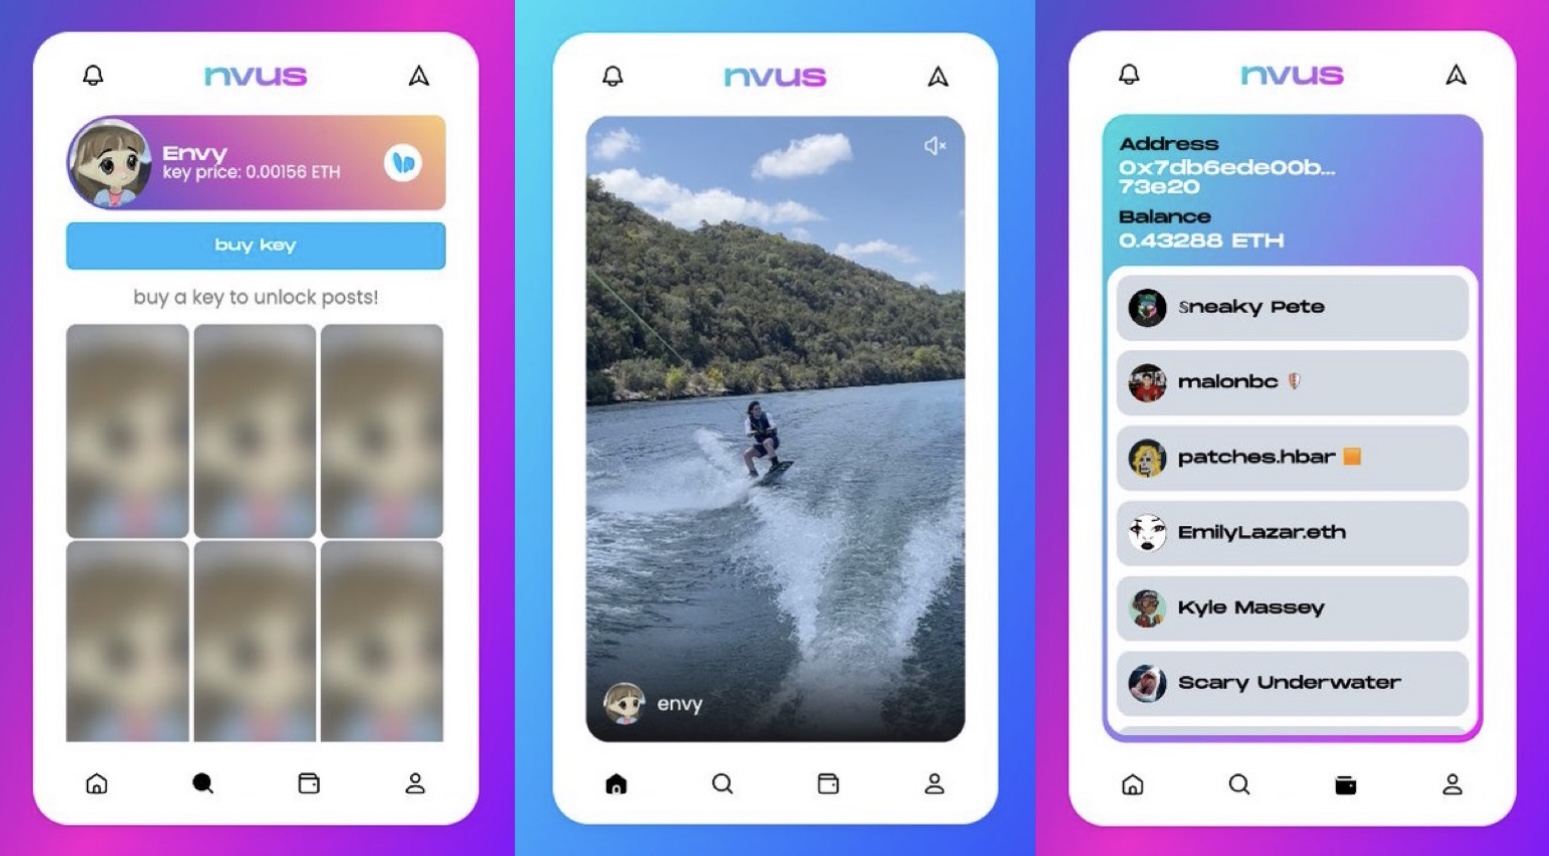 nvus
Envy
key price: 0.00156 ETH
buy key
buy a key to unlock posts!
nvus
envy
nvus
Address
0x7db6ede00b...
73e20
Balance
0.43288 ETH
Sneaky Pete
malonbc
patches.hbar
EmilyLazar.eth
Kyle Massey
Scary Underwater